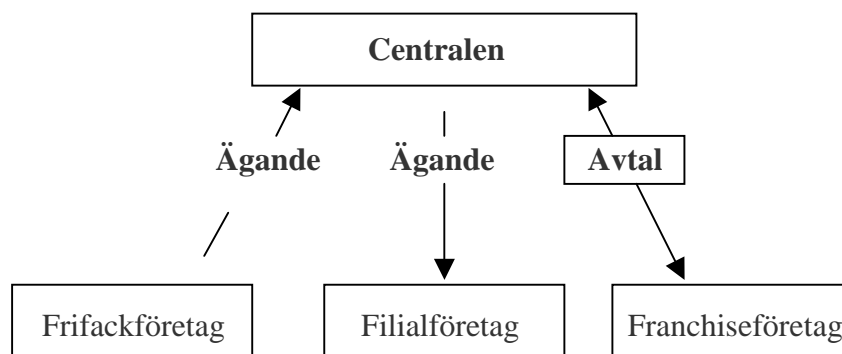 Centralen
Ägande Ägande Avtal
Frifackföretag Filialföretag Franchiseföretag